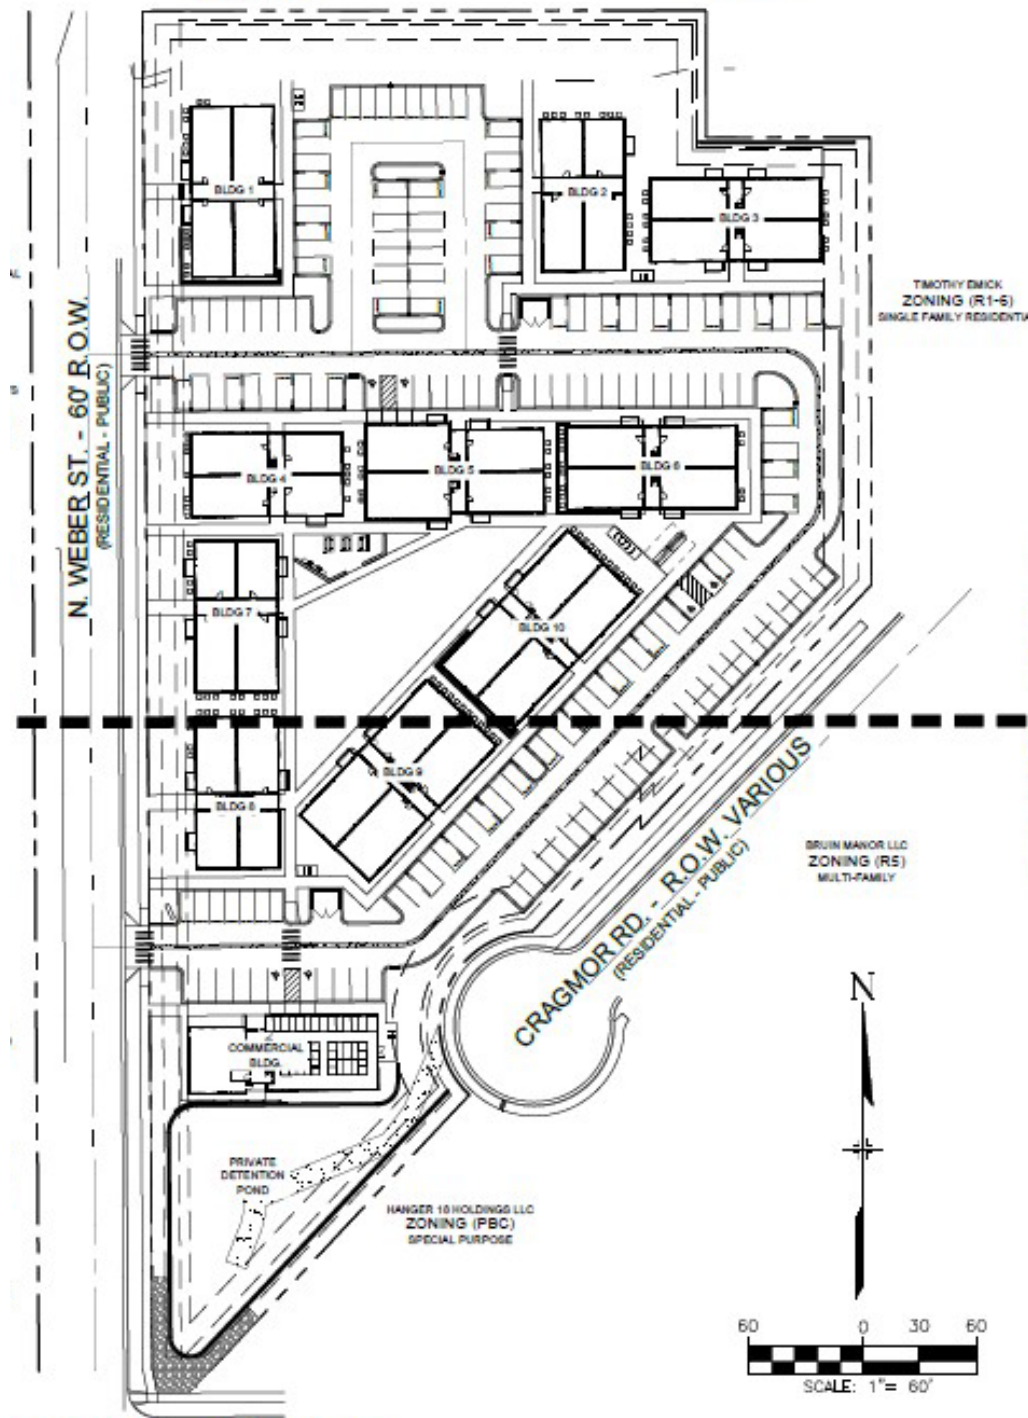 BLDG 1
BLDG 2
BLDG 3
TIMOTHY EMICK
ZONING (R1-6)
SINGLE FAMILY RESIDENTIA
N. WEBER ST. - 60' R.O.W.
(RESIDENTIAL - PUBLIC)
BLDG 4
BLDG 5
BLDG 6
BLDG 7
BLDG 10
BLDG 9
BLDG 8
CRAGMOR RD. - R.O.W. VARIOUS
(RESIDENTIAL - PUBLIC)
BRUIN MANOR LLC
ZONING (R5)
MULTI-FAMILY
N
COMMERCIAL
BLDG.
PRIVATE
DETENTION
POND
HANGER 18 HOLDINGS LLC
ZONING (PBC)
SPECIAL PURPOSE
60 0 30 60
SCALE: 1"= 60'